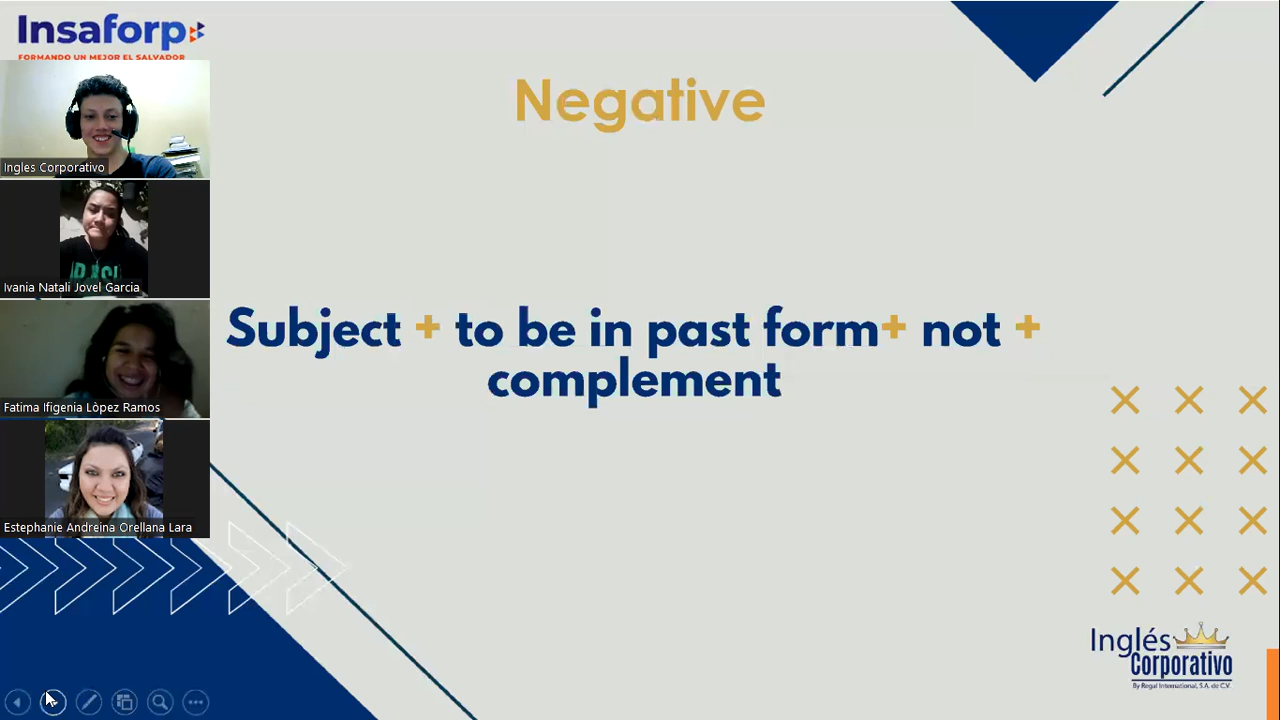 Insaforp
FORMANDO UN MEJOR EL SALVADOR
Negative
Ingles Corporativo
Ivania Natali Jovel Garcia
Subject + to be in past form+ not +
complement
Fatima Ifigenia Lòpez Ramos
Estephanie Andreina Orellana Lara
Inglés
Corporativo
By Regal International, S.A. de C.V.